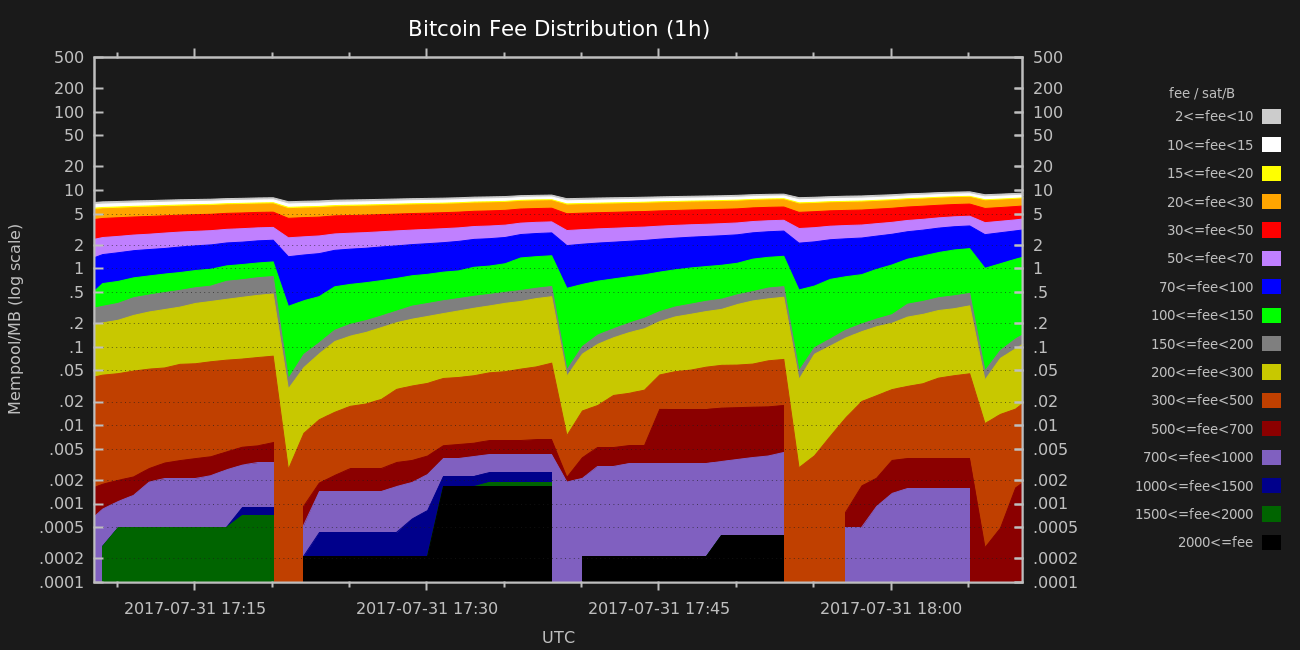 Bitcoin Fee Distribution (1h)
500 500
200 200
100 100
50 50
20 20
10 10
5 5
2 2
1 1
.5 .5
.2 .2
.1 .1
.05 .05
.02 .02
.01 .01
.005 .005
.002 .002
.001 .001
.0005 .0005
.0002 .0002
.0001 .0001
Mempool/MB (log scale)
2017-07-31 17:15 2017-07-31 17:30 2017-07-31 17:45 2017-07-31 18:00
UTC
fee / sat/B
2<=fee<10
10<=fee<15
15<=fee<20
20<=fee<30
30<=fee<50
50<=fee<70
70<=fee<100
100<=fee<150
150<=fee<200
200<=fee<300
300<=fee<500
500<=fee<700
700<=fee<1000
1000<=fee<1500
1500<=fee<2000
2000<=fee